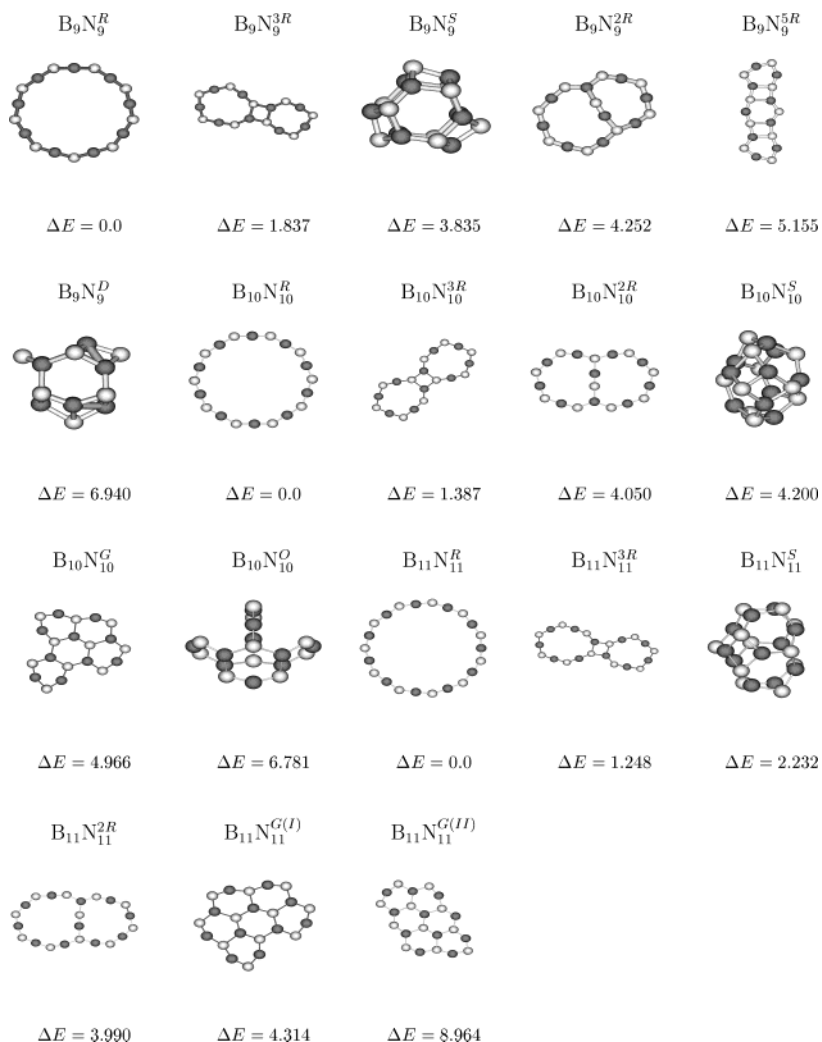 B₉N₉ᴿ B₉N₉³ᴿ B₉N₉ˢ B₉N₉²ᴿ B₉N₉⁵ᴿ
ΔE = 0.0 ΔE = 1.837 ΔE = 3.835 ΔE = 4.252 ΔE = 5.155
B₉N₉ᴰ B₁₀N₁₀ᴿ B₁₀N₁₀³ᴿ B₁₀N₁₀²ᴿ B₁₀N₁₀ˢ
ΔE = 6.940 ΔE = 0.0 ΔE = 1.387 ΔE = 4.050 ΔE = 4.200
B₁₀N₁₀ᴳ B₁₀N₁₀ᴼ B₁₁N₁₁ᴿ B₁₁N₁₁³ᴿ B₁₁N₁₁ˢ
ΔE = 4.966 ΔE = 6.781 ΔE = 0.0 ΔE = 1.248 ΔE = 2.232
B₁₁N₁₁²ᴿ B₁₁N₁₁ᴳ⁽ᴵ⁾ B₁₁N₁₁ᴳ⁽ᴵᴵ⁾
ΔE = 3.990 ΔE = 4.314 ΔE = 8.964